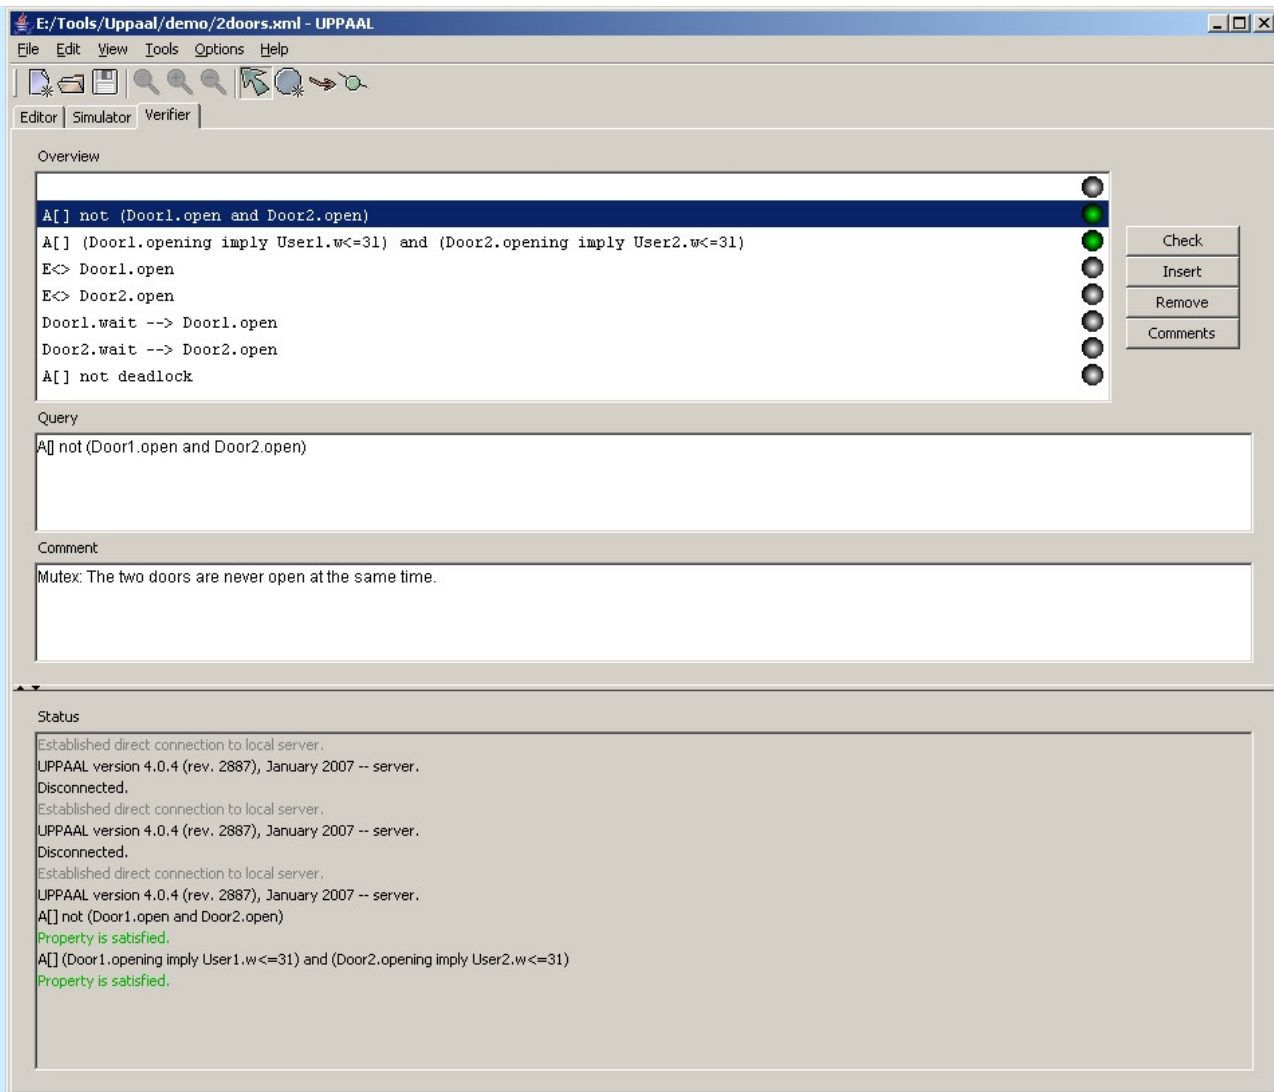 E:/Tools/Uppaal/demo/2doors.xml - UPPAAL
File Edit View Tools Options Help
Editor Simulator Verifier
Overview
A[] not (Door1.open and Door2.open)
A[] (Door1.opening imply User1.w<=31) and (Door2.opening imply User2.w<=31)
E<> Door1.open
E<> Door2.open
Door1.wait --> Door1.open
Door2.wait --> Door2.open
A[] not deadlock
Check
Insert
Remove
Comments
Query
A[] not (Door1.open and Door2.open)
Comment
Mutex: The two doors are never open at the same time.
Status
Established direct connection to local server.
UPPAAL version 4.0.4 (rev. 2887), January 2007 -- server.
Disconnected.
Established direct connection to local server.
UPPAAL version 4.0.4 (rev. 2887), January 2007 -- server.
Disconnected.
Established direct connection to local server.
UPPAAL version 4.0.4 (rev. 2887), January 2007 -- server.
A[] not (Door1.open and Door2.open)
Property is satisfied.
A[] (Door1.opening imply User1.w<=31) and (Door2.opening imply User2.w<=31)
Property is satisfied.